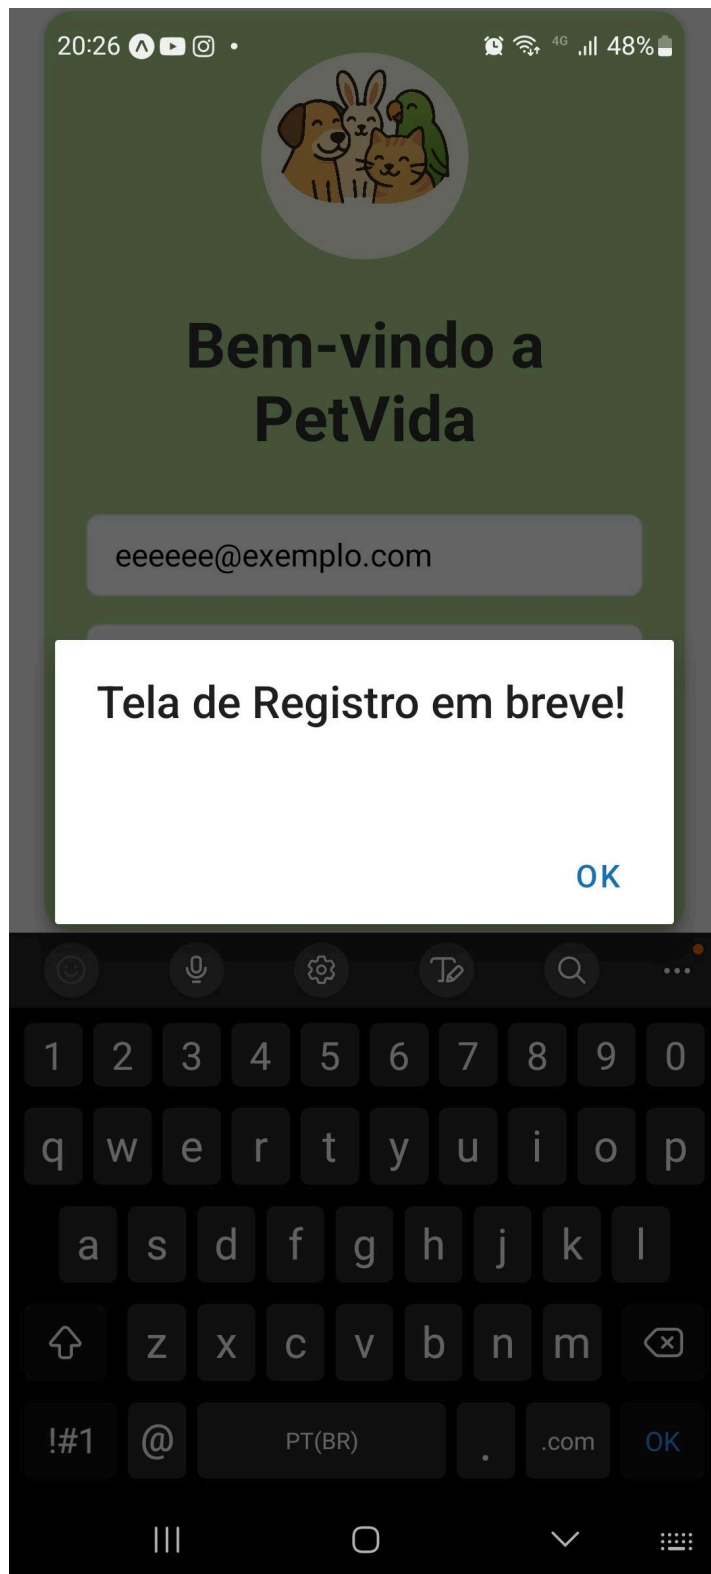 20:26 4G 48%
Bem-vindo a
PetVida
eeeeee@exemplo.com
Tela de Registro em breve!
OK
1 2 3 4 5 6 7 8 9 0
q w e r t y u i o p
a s d f g h j k l
z x c v b n m
!#1 @ PT(BR) . .com OK